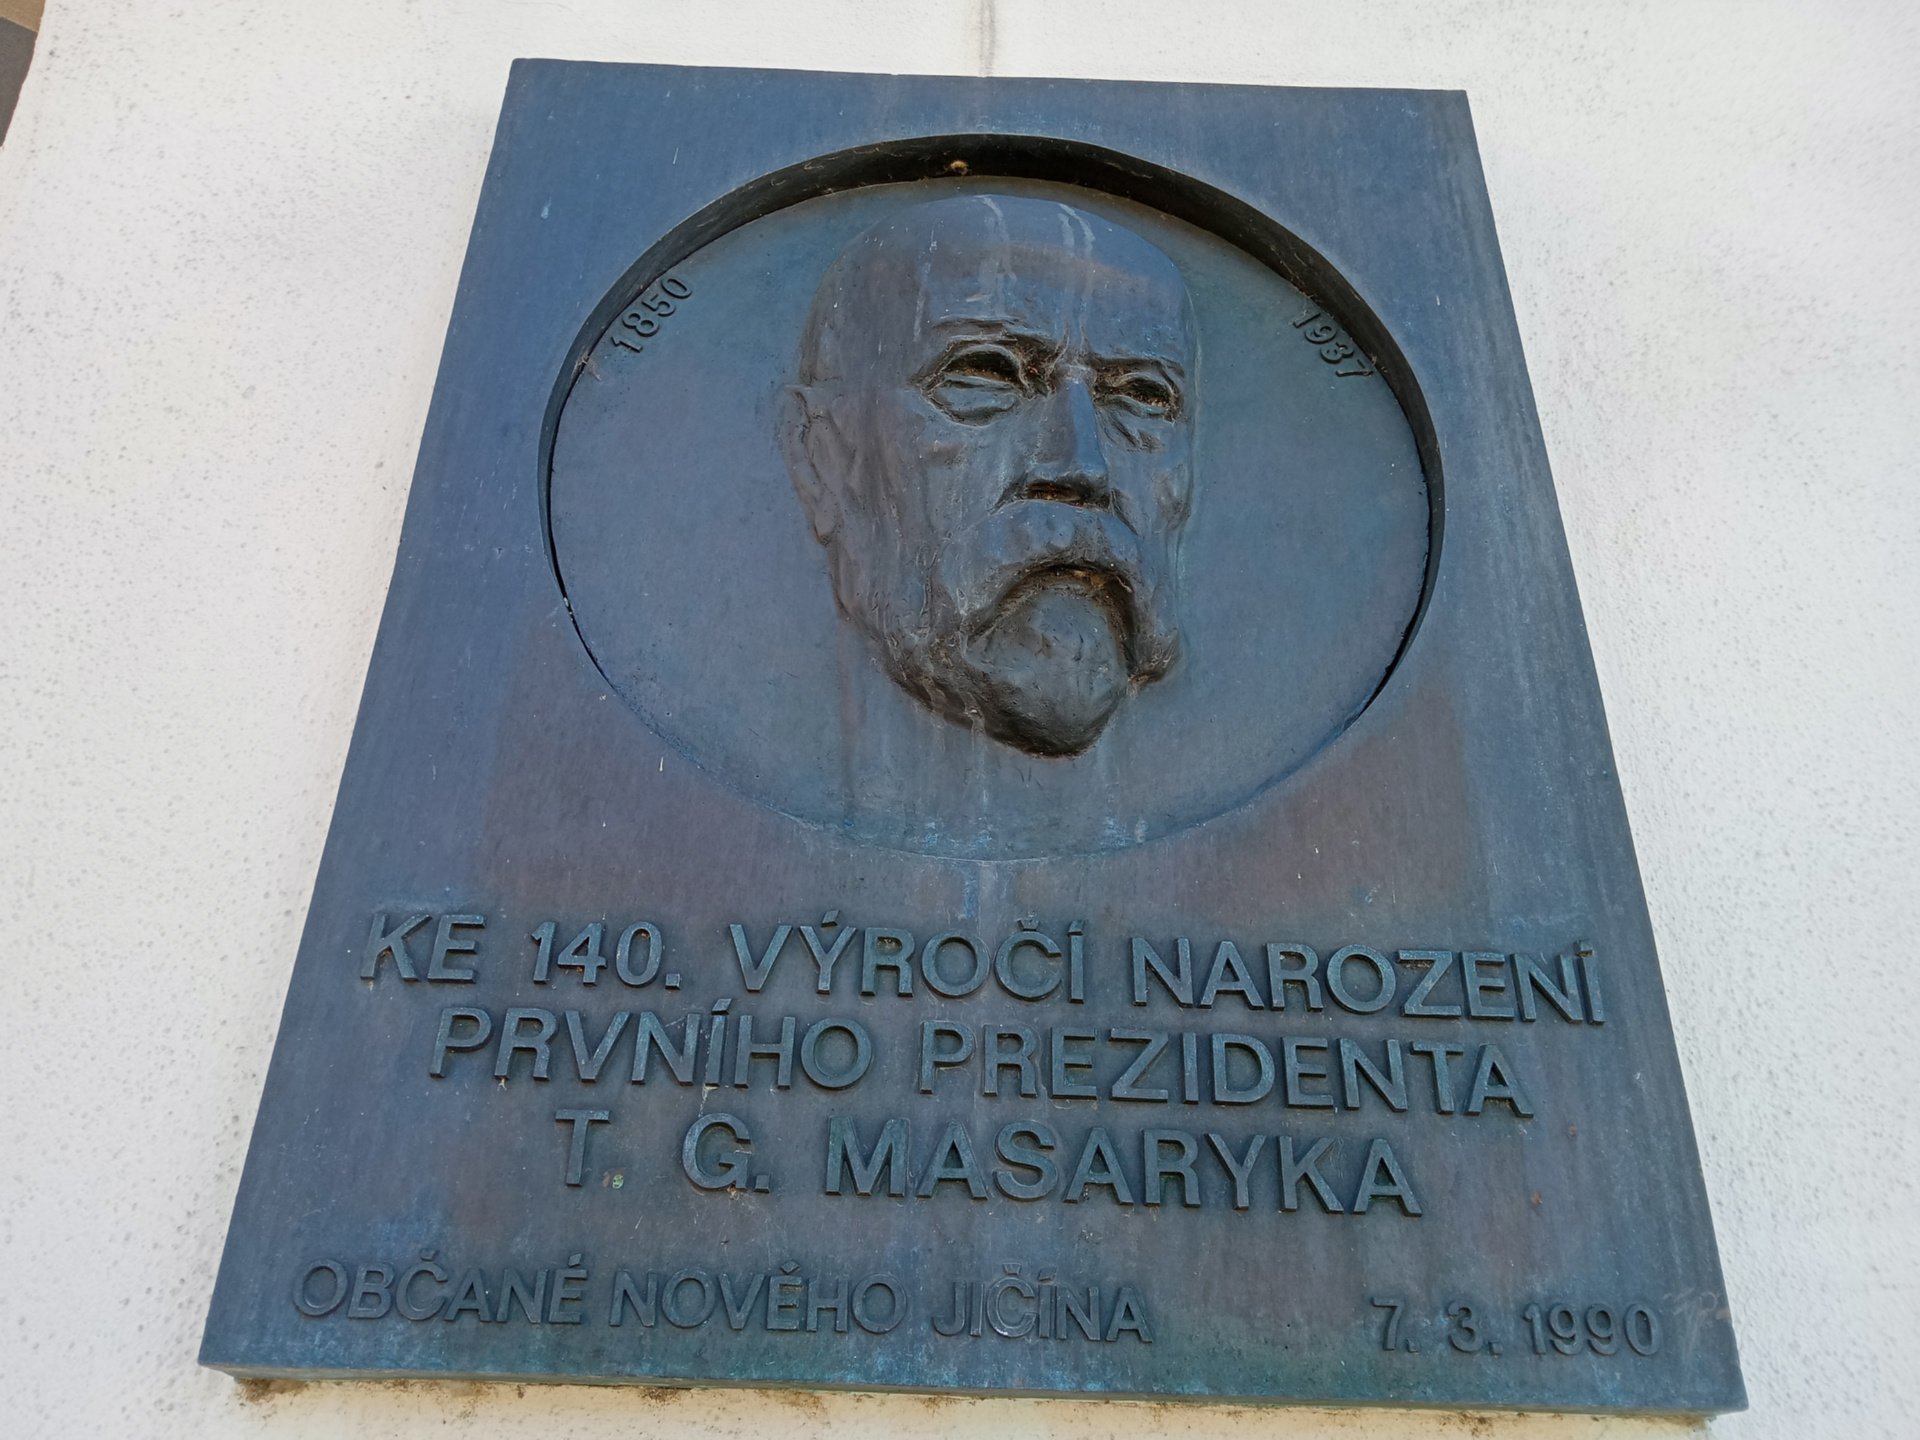 1850
1937
KE 140. VÝROČÍ NAROZENÍ
PRVNÍHO PREZIDENTA
T. G. MASARYKA
OBČANÉ NOVÉHO JIČÍNA 7. 3. 1990